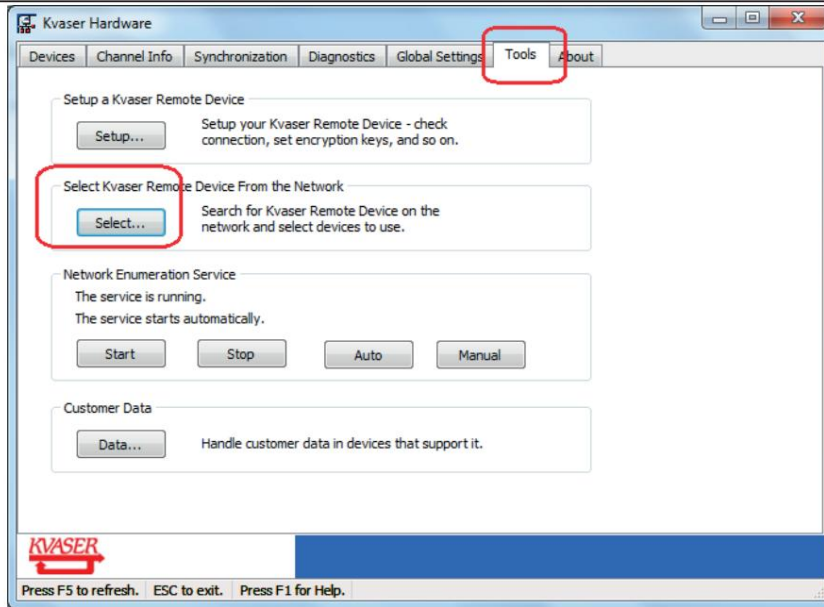 Kvaser Hardware
Devices Channel Info Synchronization Diagnostics Global Settings Tools About
Setup a Kvaser Remote Device
Setup...
Setup your Kvaser Remote Device - check
connection, set encryption keys, and so on.
Select Kvaser Remote Device From the Network
Select...
Search for Kvaser Remote Device on the
network and select devices to use.
Network Enumeration Service
The service is running.
The service starts automatically.
Start Stop Auto Manual
Customer Data
Data...
Handle customer data in devices that support it.
KVASER
Press F5 to refresh. ESC to exit. Press F1 for Help.